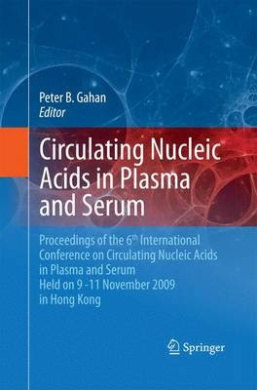 Peter B. Gahan
Editor
Circulating Nucleic
Acids in Plasma
and Serum
Proceedings of the 6th International
Conference on Circulating Nucleic Acids
in Plasma and Serum
Held on 9 -11 November 2009
in Hong Kong
Springer